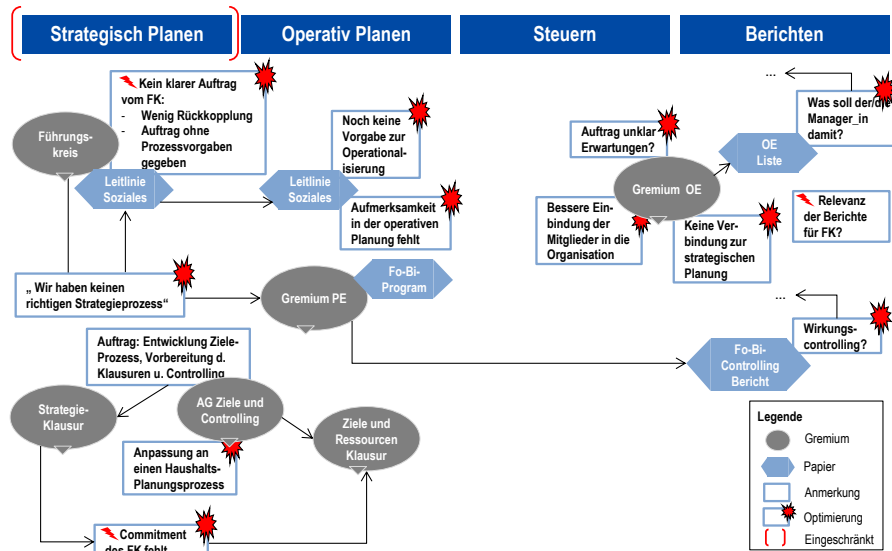 Strategisch Planen
Operativ Planen
Steuern
Berichten
Kein klarer Auftrag
vom FK:
- Wenig Rückkopplung
- Auftrag ohne
Prozessvorgaben
gegeben
Führungs-
kreis
Leitlinie
Soziales
Noch keine
Vorgabe zur
Operational-
isierung
Leitlinie
Soziales
Aufmerksamkeit
in der operativen
Planung fehlt
Auftrag unklar
Erwartungen?
Gremium OE
Bessere Ein-
bindung der
Mitglieder in die
Organisation
Keine Ver-
bindung zur
strategischen
Planung
OE
Liste
...
Was soll der/die
Manager_in
damit?
Relevanz
der Berichte
für FK?
„ Wir haben keinen
richtigen Strategieprozess“
Gremium PE
Fo-Bi-
Program
...
Wirkungs-
controlling?
Fo-Bi-
Controlling
Bericht
Auftrag: Entwicklung Ziele-
Prozess, Vorbereitung d.
Klausuren u. Controlling
Strategie-
Klausur
AG Ziele und
Controlling
Ziele und
Ressourcen
Klausur
Anpassung an
einen Haushalts-
Planungsprozess
Commitment
des FK fehlt
Legende
Gremium
Papier
Anmerkung
Optimierung
Eingeschränkt